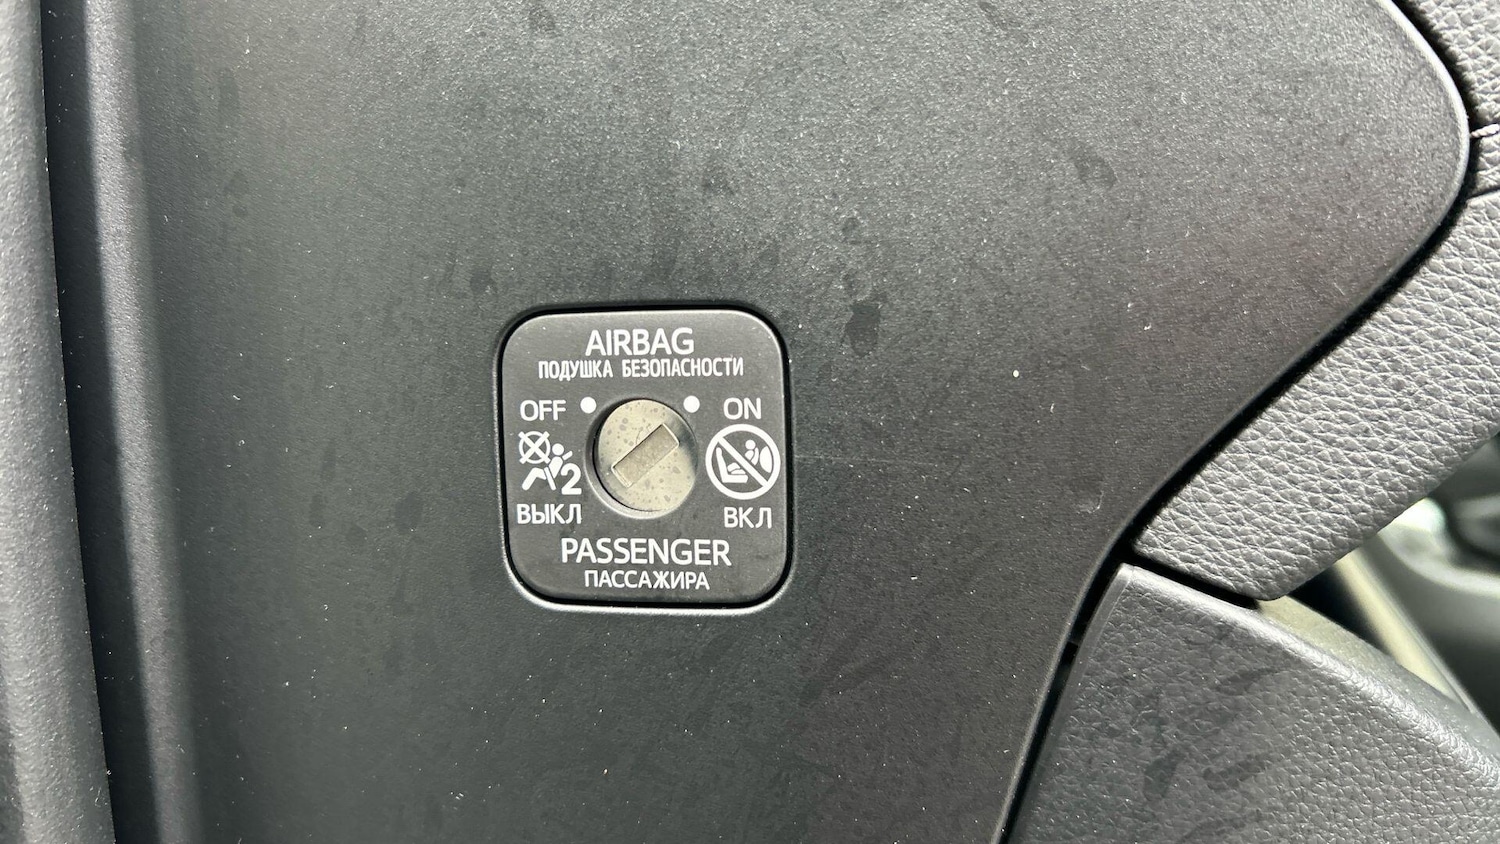 AIRBAG
ПОДУШКА БЕЗОПАСНОСТИ
OFF ON
2
ВЫКЛ ВКЛ
PASSENGER
ПАССАЖИРА